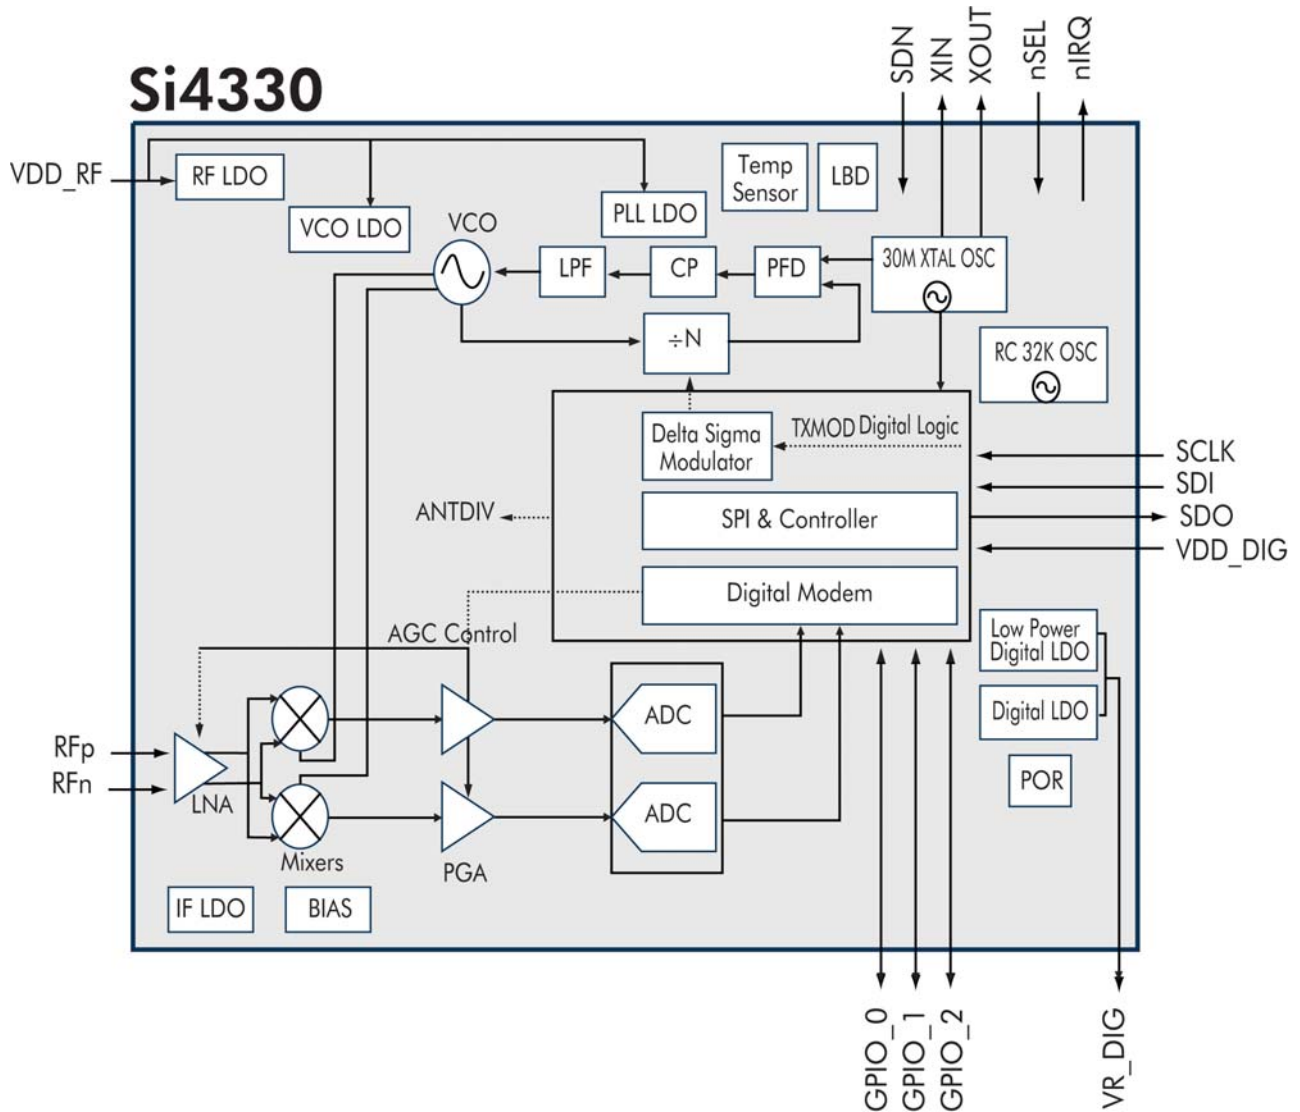 Si4330
SDN
XIN
XOUT
nSEL
nIRQ
VDD_RF
RF LDO
VCO LDO
VCO
PLL LDO
Temp
Sensor
LBD
LPF
CP
PFD
30M XTAL OSC
÷N
RC 32K OSC
Delta Sigma
Modulator
TXMOD Digital Logic
SPI & Controller
Digital Modem
ANTDIV
AGC Control
SCLK
SDI
SDO
VDD_DIG
Low Power
Digital LDO
Digital LDO
POR
RFp
RFn
LNA
Mixers
PGA
ADC
ADC
IF LDO
BIAS
GPIO_0
GPIO_1
GPIO_2
VR_DIG